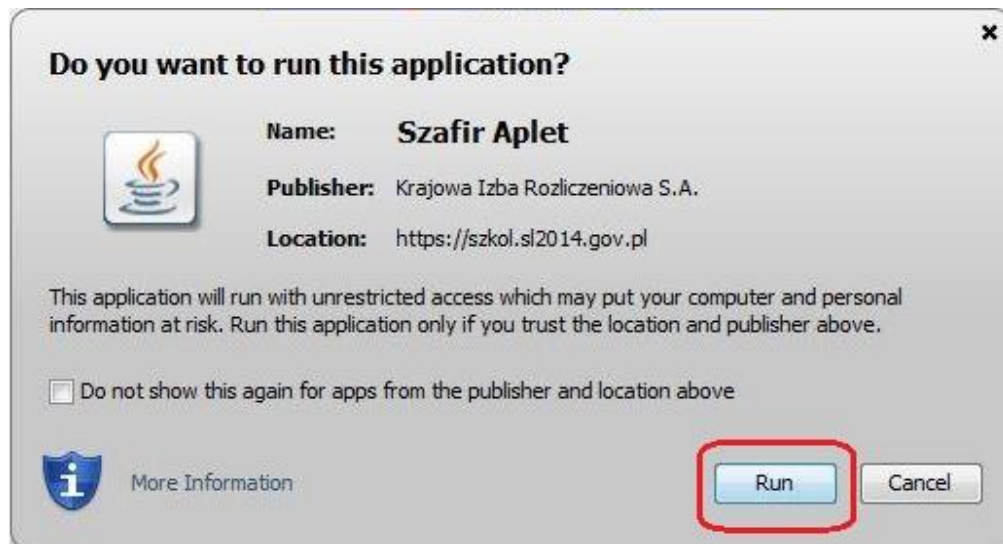 Do you want to run this application?
Name: Szafir Aplet
Publisher: Krajowa Izba Rozliczeniowa S.A.
Location: https://szkol.sl2014.gov.pl
This application will run with unrestricted access which may put your computer and personal
information at risk. Run this application only if you trust the location and publisher above.
Do not show this again for apps from the publisher and location above
More Information
Run
Cancel